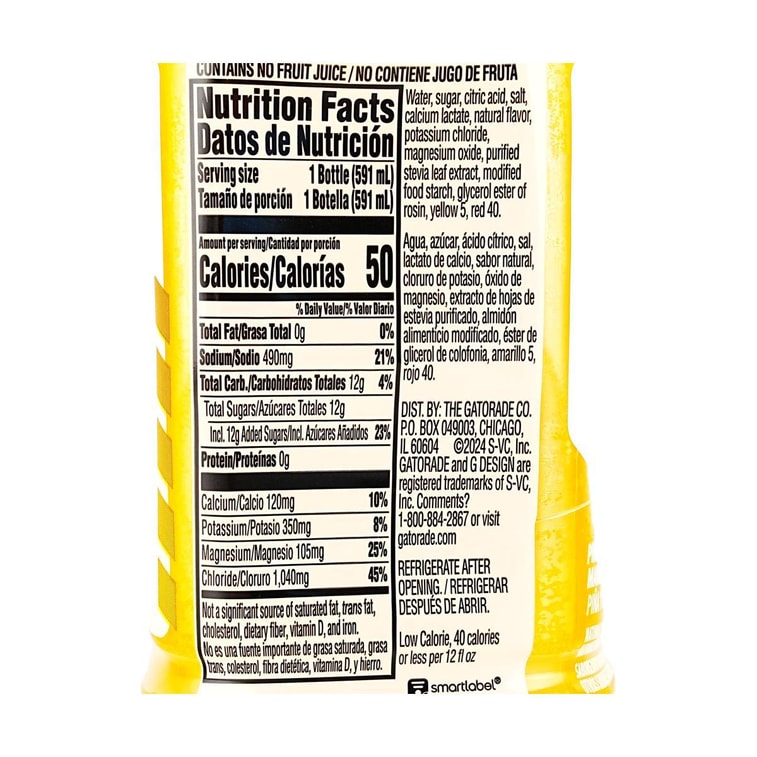 CONTAINS NO FRUIT JUICE / NO CONTIENE JUGO DE FRUTA
Nutrition Facts
Datos de Nutrición
Serving size 1 Bottle (591 mL)
Tamaño de porción 1 Botella (591 mL)
Amount per serving/Cantidad por porción
Calories/Calorías 50
% Daily Value/% Valor Diario
Total Fat/Grasa Total 0g 0%
Sodium/Sodio 490mg 21%
Total Carb./Carbohidratos Totales 12g 4%
Total Sugars/Azúcares Totales 12g
Incl. 12g Added Sugars/Incl. Azúcares Añadidos 23%
Protein/Proteínas 0g
Calcium/Calcio 120mg 10%
Potassium/Potasio 350mg 8%
Magnesium/Magnesio 105mg 25%
Chloride/Cloruro 1,040mg 45%
Not a significant source of saturated fat, trans fat,
cholesterol, dietary fiber, vitamin D, and iron.
No es una fuente importante de grasa saturada, grasa
trans, colesterol, fibra dietética, vitamina D, y hierro.
Water, sugar, citric acid, salt,
calcium lactate, natural flavor,
potassium chloride,
magnesium oxide, purified
stevia leaf extract, modified
food starch, glycerol ester of
rosin, yellow 5, red 40.
Agua, azúcar, ácido cítrico, sal,
lactato de calcio, sabor natural,
cloruro de potasio, óxido de
magnesio, extracto de hojas de
estevia purificado, almidón
alimenticio modificado, éster de
glicerol de colofonia, amarillo 5,
rojo 40.
DIST. BY: THE GATORADE CO.
P.O. BOX 049003, CHICAGO,
IL 60604 ©2024 S-VC, Inc.
GATORADE and G DESIGN are
registered trademarks of S-VC,
Inc. Comments?
1-800-884-2867 or visit
gatorade.com
REFRIGERATE AFTER
OPENING. / REFRIGERAR
DESPUÉS DE ABRIR.
Low Calorie, 40 calories
or less per 12 fl oz
smartlabel®